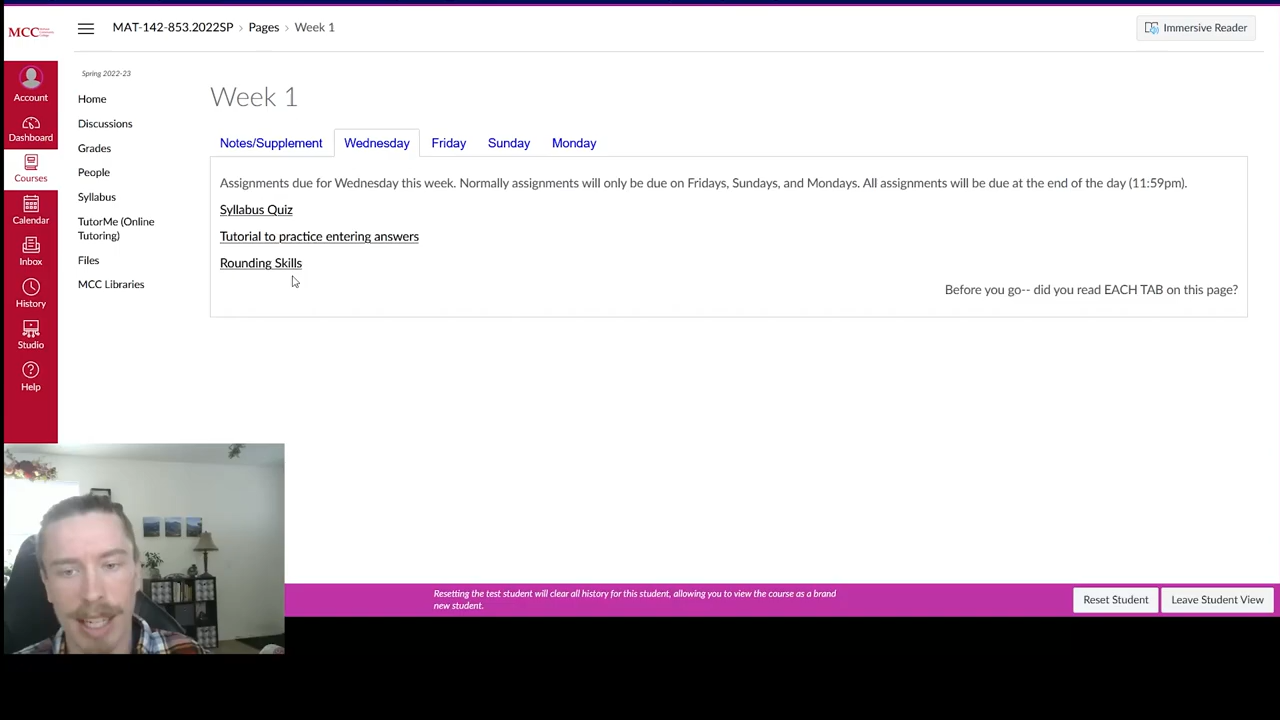 MCC
MAT-142-853.2022SP › Pages › Week 1
Immersive Reader
Account
Dashboard
Courses
Calendar
Inbox
History
Studio
Help
Spring 2022-23
Home
Discussions
Grades
People
Syllabus
TutorMe (Online
Tutoring)
Files
MCC Libraries
Week 1
Notes/Supplement
Wednesday
Friday
Sunday
Monday
Assignments due for Wednesday this week. Normally assignments will only be due on Fridays, Sundays, and Mondays. All assignments will be due at the end of the day (11:59pm).
Syllabus Quiz
Tutorial to practice entering answers
Rounding Skills
Before you go-- did you read EACH TAB on this page?
Resetting the test student will clear all history for this student, allowing you to view the course as a brand
new student.
Reset Student
Leave Student View